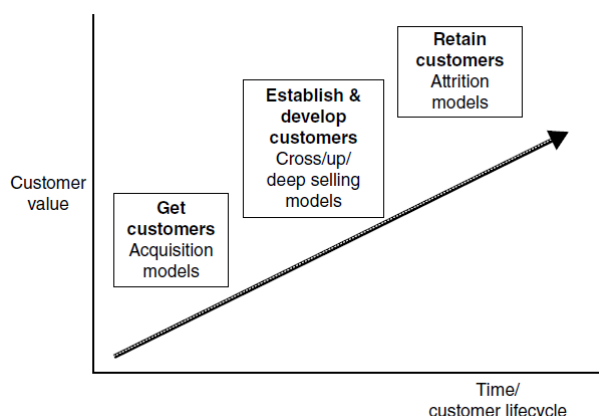 Retain
customers
Attrition
models
Establish &
develop
customers
Cross/up/
deep selling
models
Customer
value
Get
customers
Acquisition
models
Time/
customer lifecycle